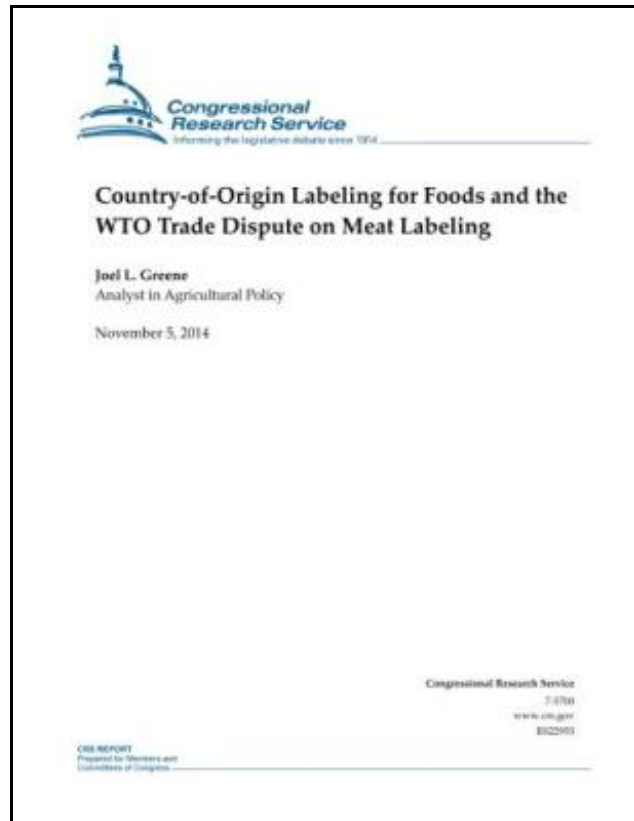 Congressional
Research Service
Informing the legislative debate since 1914
Country-of-Origin Labeling for Foods and the
WTO Trade Dispute on Meat Labeling
Joel L. Greene
Analyst in Agricultural Policy
November 5, 2014
Congressional Research Service
7-5700
www.crs.gov
RS22955
CRS REPORT
Prepared for Members and
Committees of Congress